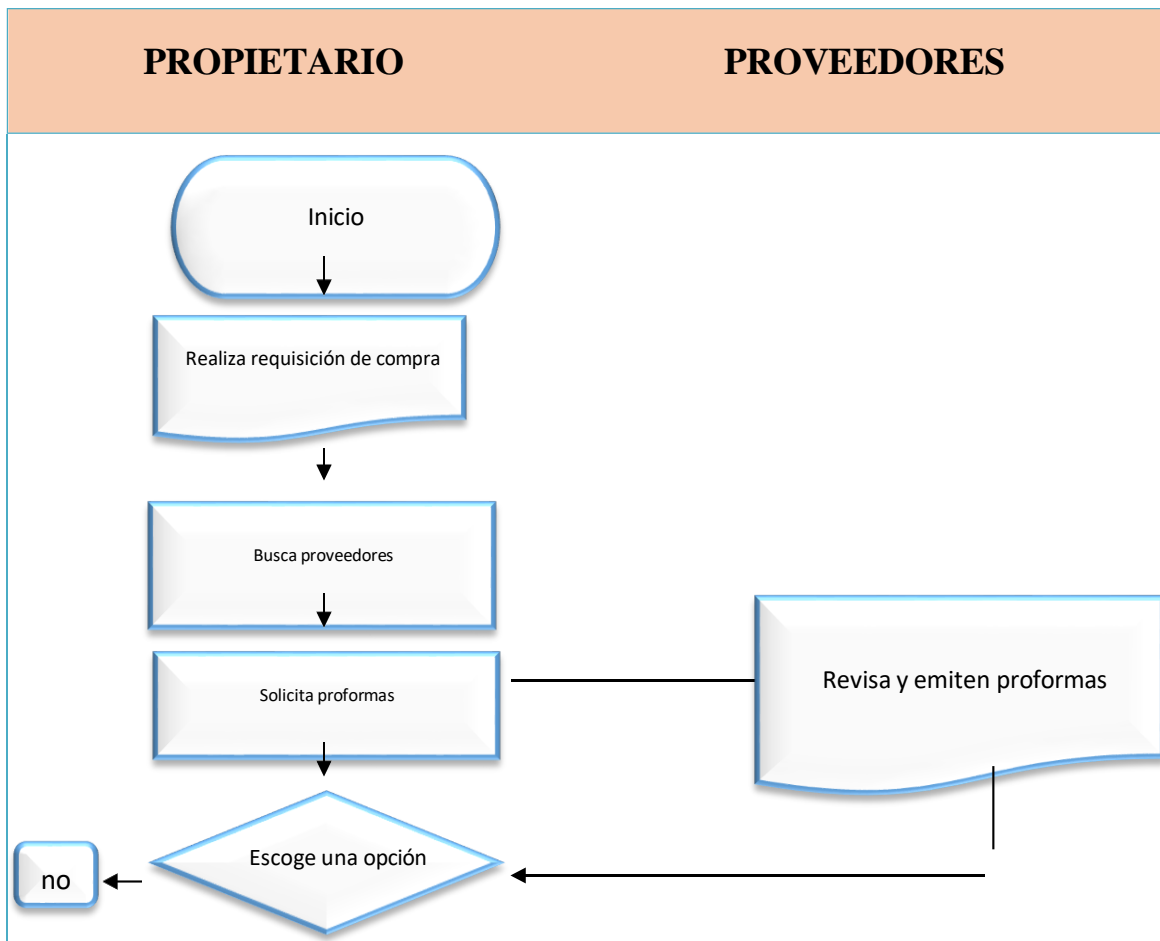 PROPIETARIO
PROVEEDORES
Inicio
Realiza requisición de compra
Busca proveedores
Solicita proformas
Revisa y emiten proformas
Escoge una opción
no